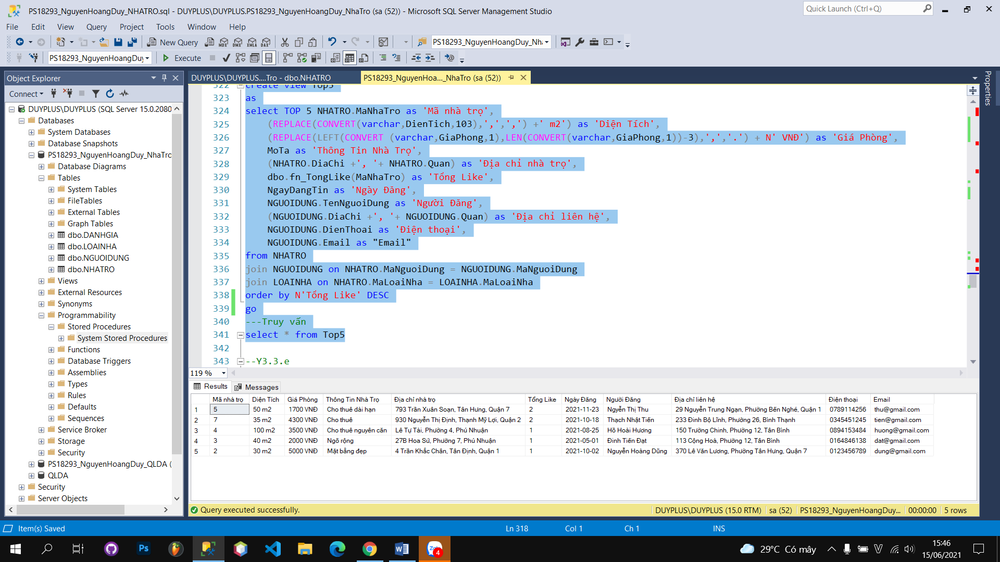 PS18293_NguyenHoangDuy_NHATRO.sql - DUYPLUS\DUYPLUS.PS18293_NguyenHoangDuy_NhaTro (sa (52)) - Microsoft SQL Server Management Studio
Quick Launch (Ctrl+Q)
File Edit View Query Project Tools Window Help
New Query
MDX DMX XMLA DAX
PS18293_NguyenHoangDuy_Nh
PS18293_NguyenHoangDuy
Execute
Object Explorer
Connect
DUYPLUS\DUYPLUS (SQL Server 15.0.2080
Databases
System Databases
Database Snapshots
PS18293_NguyenHoangDuy_NhaTro
Database Diagrams
Tables
System Tables
FileTables
External Tables
Graph Tables
dbo.DANHGIA
dbo.LOAINHA
dbo.NGUOIDUNG
dbo.NHATRO
Views
External Resources
Synonyms
Programmability
Stored Procedures
System Stored Procedures
Functions
Database Triggers
Assemblies
Types
Rules
Defaults
Sequences
Service Broker
Storage
Security
PS18293_NguyenHoangDuy_QLDA (
QLDA
Security
Server Objects
DUYPLUS\DUYPLUS....Tro - dbo.NHATRO
PS18293_NguyenHoa..._NhaTro (sa (52))
Properties
322 create view Top5
323 as
324 select TOP 5 NHATRO.MaNhaTro as 'Mã nhà trọ',
325 (REPLACE(CONVERT(varchar,DienTich,103),',',',') +' m2') as 'Diện Tích',
326 (REPLACE(LEFT(CONVERT (varchar,GiaPhong,1),LEN(CONVERT(varchar,GiaPhong,1))-3),',','.') + N' VNĐ') as 'Giá Phòng',
327 MoTa as 'Thông Tin Nhà Trọ',
328 (NHATRO.DiaChi +', '+ NHATRO.Quan) as 'Địa chỉ nhà trọ',
329 dbo.fn_TongLike(MaNhaTro) as 'Tổng Like',
330 NgayDangTin as 'Ngày Đăng',
331 NGUOIDUNG.TenNguoiDung as 'Người Đăng',
332 (NGUOIDUNG.DiaChi +', '+ NGUOIDUNG.Quan) as 'Địa chỉ liên hệ',
333 NGUOIDUNG.DienThoai as 'Điện thoại',
334 NGUOIDUNG.Email as "Email"
335 from NHATRO
336 join NGUOIDUNG on NHATRO.MaNguoiDung = NGUOIDUNG.MaNguoiDung
337 join LOAINHA on NHATRO.MaLoaiNha = LOAINHA.MaLoaiNha
338 order by N'Tổng Like' DESC
339 go
340 ---Truy vấn
341 select * from Top5
342
343 --Y3.3.e
119 %
Results Messages
Mã nhà trọ Diện Tích Giá Phòng Thông Tin Nhà Trọ Địa chỉ nhà trọ Tổng Like Ngày Đăng Người Đăng Địa chỉ liên hệ Điện thoại Email
1 5 50 m2 1700 VNĐ Cho thuê dài hạn 793 Trần Xuân Soạn, Tân Hưng, Quận 7 2 2021-11-23 Ngyễn Thị Thu 29 Nguyễn Trung Ngạn, Phường Bến Nghé, Quận 1 0789114256 thu@gmail.com
2 7 35 m2 4300 VNĐ Cho thuê 930 Nguyễn Thị Định, Thạnh Mỹ Lợi, Quận 2 2 2021-10-18 Thạch Nhật Tiến 233 Đinh Bộ Lĩnh, Phường 26, Bình Thạnh 0345451245 tien@gmail.com
3 4 100 m2 3500 VNĐ Cho thuê nguyên căn Lê Tự Tài, Phường 4, Phú Nhuận 1 2021-08-25 Hồ Hoài Hương 150 Trường Chinh, Phường 12, Tân Bình 0894153484 huong@gmail.com
4 3 40 m2 2000 VNĐ Ngõ rộng 27B Hoa Sứ, Phường 7, Phú Nhuận 1 2021-05-01 Đinh Tiến Đạt 113 Cộng Hoà, Phường 12, Tân Bình 0164846138 dat@gmail.com
5 2 30 m2 5000 VNĐ Mặt bằng đẹp 4 Trần Khắc Chân, Tân Định, Quận 1 1 2021-10-02 Nguyễn Hoàng Dũng 370 Lê Văn Lương, Phường Tân Hưng, Quận 7 0123456789 dung@gmail.com
Query executed successfully.
DUYPLUS\DUYPLUS (15.0 RTM) sa (52) PS18293_NguyenHoangDuy... 00:00:00 5 rows
Item(s) Saved
Ln 318 Col 1 Ch 1 INS
Ps
4
29°C Có mây
V
15:46
15/06/2021